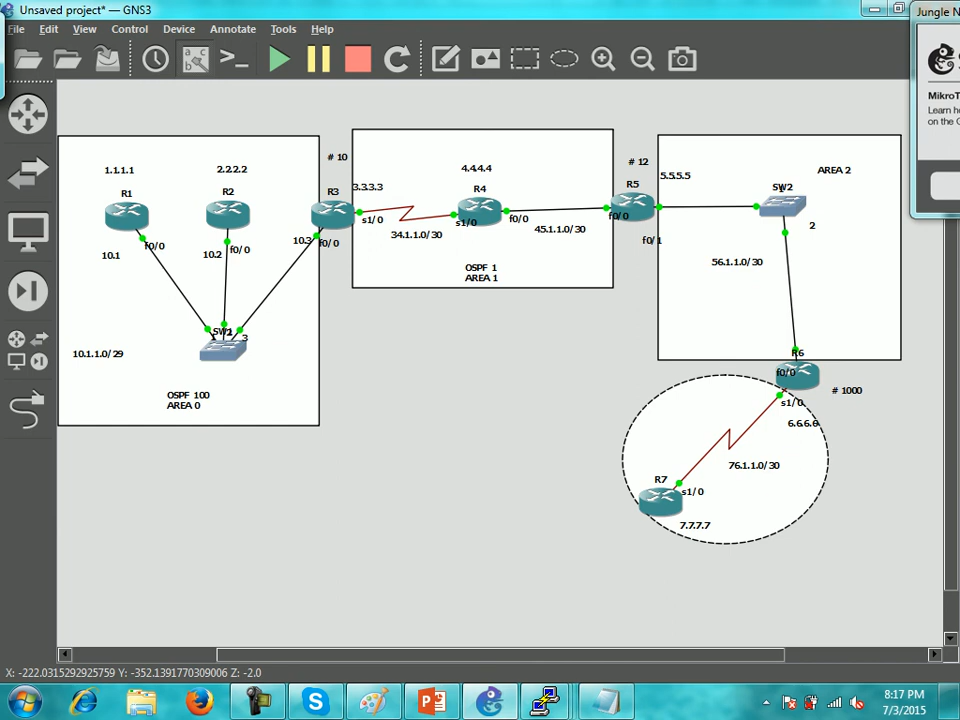 Unsaved project* — GNS3
Jungle N
File Edit View Control Device Annotate Tools Help
MikroT
Learn ho
on the G
# 10
# 12
1.1.1.1
2.2.2.2
4.4.4.4
AREA 2
R1
R2
R3
3.3.3.3
R4
R5
5.5.5.5
SW2
1
f0/0
10.1
f0/0
10.2
10.3
f0/0
s1/0
34.1.1.0/30
s1/0
f0/0
45.1.1.0/30
f0/0
f0/1
2
56.1.1.0/30
OSPF 1
AREA 1
SW1
1
2
3
10.1.1.0/29
OSPF 100
AREA 0
R6
f0/0
# 1000
s1/0
6.6.6.6
76.1.1.0/30
R7
s1/0
7.7.7.7
X: -222.0315292925759 Y: -352.1391770309006 Z: -2.0
8:17 PM
7/3/2015